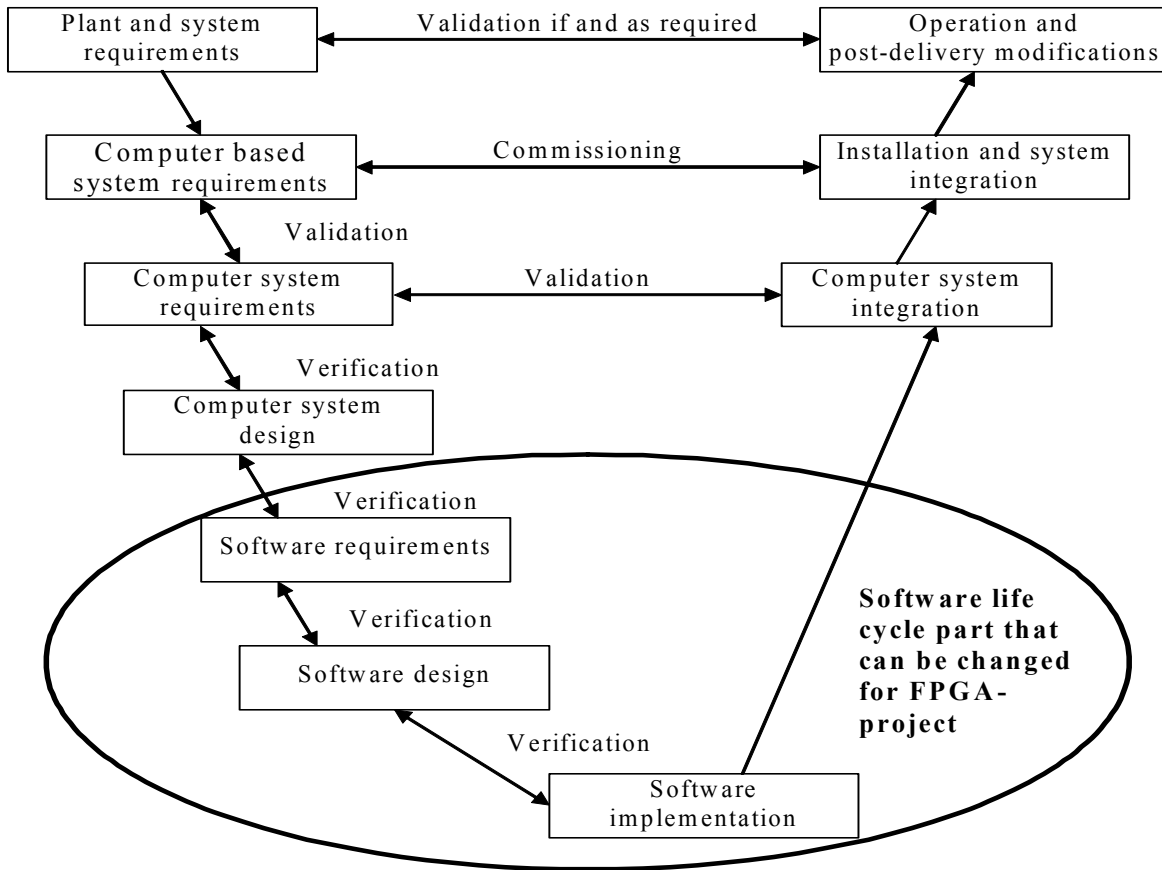 Plant and system
requirements
Validation if and as required
Operation and
post-delivery modifications
Computer based
system requirements
Commissioning
Installation and system
integration
Validation
Computer system
requirements
Validation
Computer system
integration
Verification
Computer system
design
Verification
Software requirements
Verification
Software design
Software life
cycle part that
can be changed
for FPGA-
project
Verification
Software
implementation